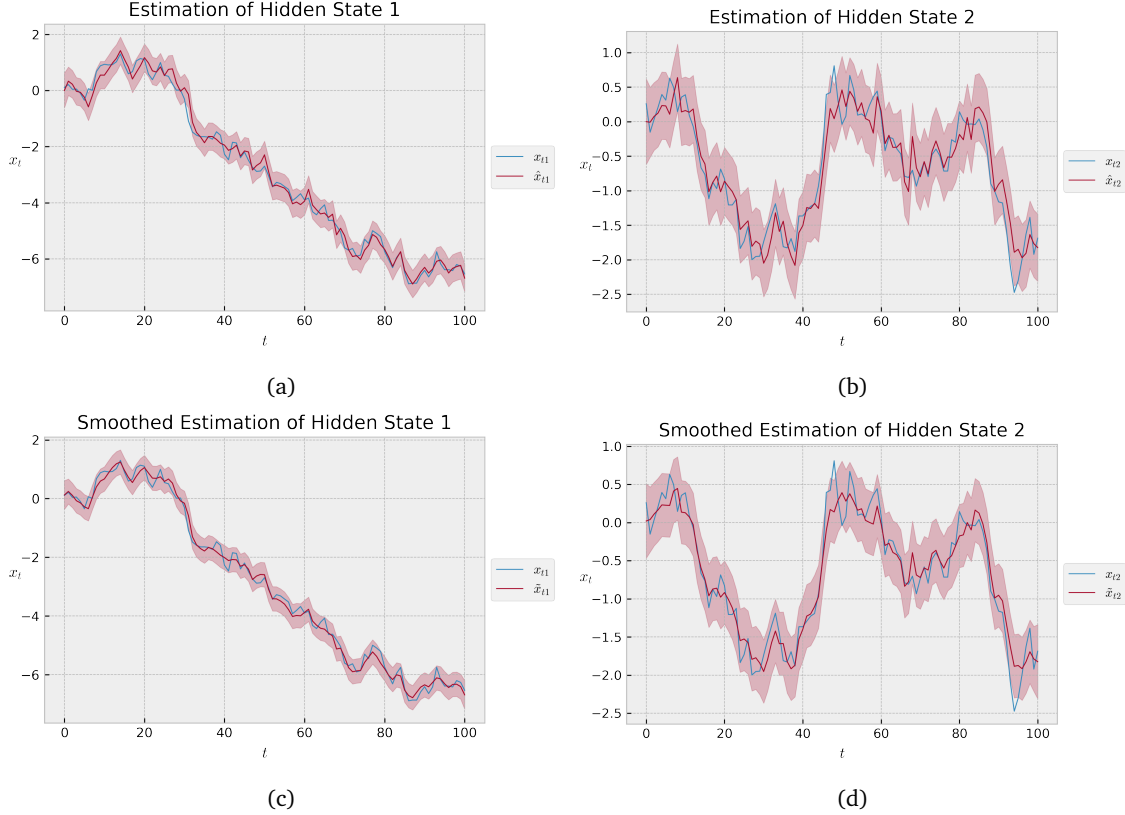 Estimation of Hidden State 1
2
0
−2
−4
−6
0
20
40
60
80
100
x_t
t
x_{t1}
x̂_{t1}
(a)
Estimation of Hidden State 2
1.0
0.5
0.0
−0.5
−1.0
−1.5
−2.0
−2.5
0
20
40
60
80
100
x_t
t
x_{t2}
x̂_{t2}
(b)
Smoothed Estimation of Hidden State 1
2
0
−2
−4
−6
0
20
40
60
80
100
x_t
t
x_{t1}
x̃_{t1}
(c)
Smoothed Estimation of Hidden State 2
1.0
0.5
0.0
−0.5
−1.0
−1.5
−2.0
−2.5
0
20
40
60
80
100
x_t
t
x_{t2}
x̃_{t2}
(d)